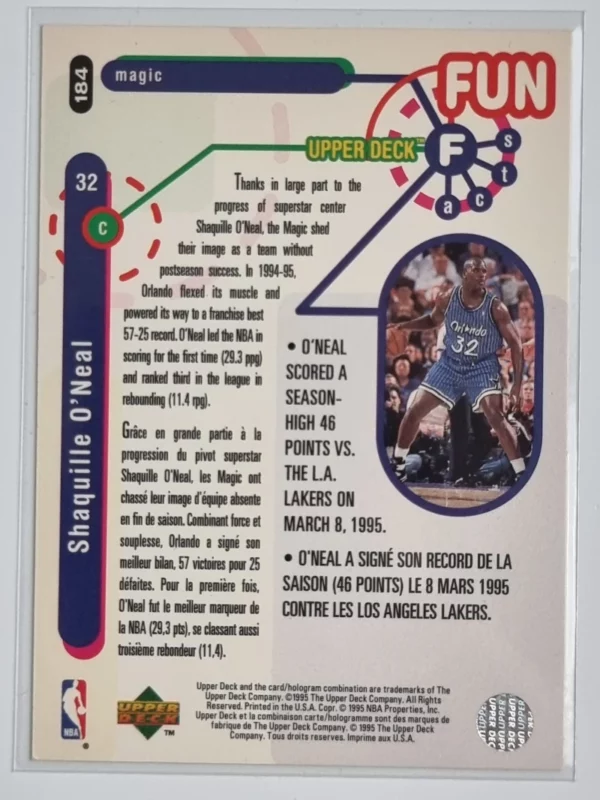 184
magic
FUN
UPPER DECK™
F
a
c
t
s
32
C
Shaquille O'Neal
Thanks in large part to the
progress of superstar center
Shaquille O'Neal, the Magic shed
their image as a team without
postseason success. In 1994-95,
Orlando flexed its muscle and
powered its way to a franchise best
57-25 record. O'Neal led the NBA in
scoring for the first time (29.3 ppg)
and ranked third in the league in
rebounding (11.4 rpg).
Grâce en grande partie à la
progression du pivot superstar
Shaquille O'Neal, les Magic ont
chassé leur image d'équipe absente
en fin de saison. Combinant force et
souplesse, Orlando a signé son
meilleur bilan, 57 victoires pour 25
défaites. Pour la première fois,
O'Neal fut le meilleur marqueur de
la NBA (29,3 pts), se classant aussi
troisième rebondeur (11,4).
Orlando
32
• O'NEAL
SCORED A
SEASON-
HIGH 46
POINTS VS.
THE L.A.
LAKERS ON
MARCH 8, 1995.
• O'NEAL A SIGNÉ SON RECORD DE LA
SAISON (46 POINTS) LE 8 MARS 1995
CONTRE LES LOS ANGELES LAKERS.
NBA
®
UPPER
DECK
™
Upper Deck and the card/hologram combination are trademarks of The
Upper Deck Company. ©1995 The Upper Deck Company. All Rights
Reserved. Printed in the U.S.A. Copr. © 1995 NBA Properties, Inc.
Upper Deck et la combinaison carte/hologramme sont des marques de
fabrique de The Upper Deck Company. © 1995 The Upper Deck
Company. Tous droits reserves. Imprime aux U.S.A.
UPPER DEC